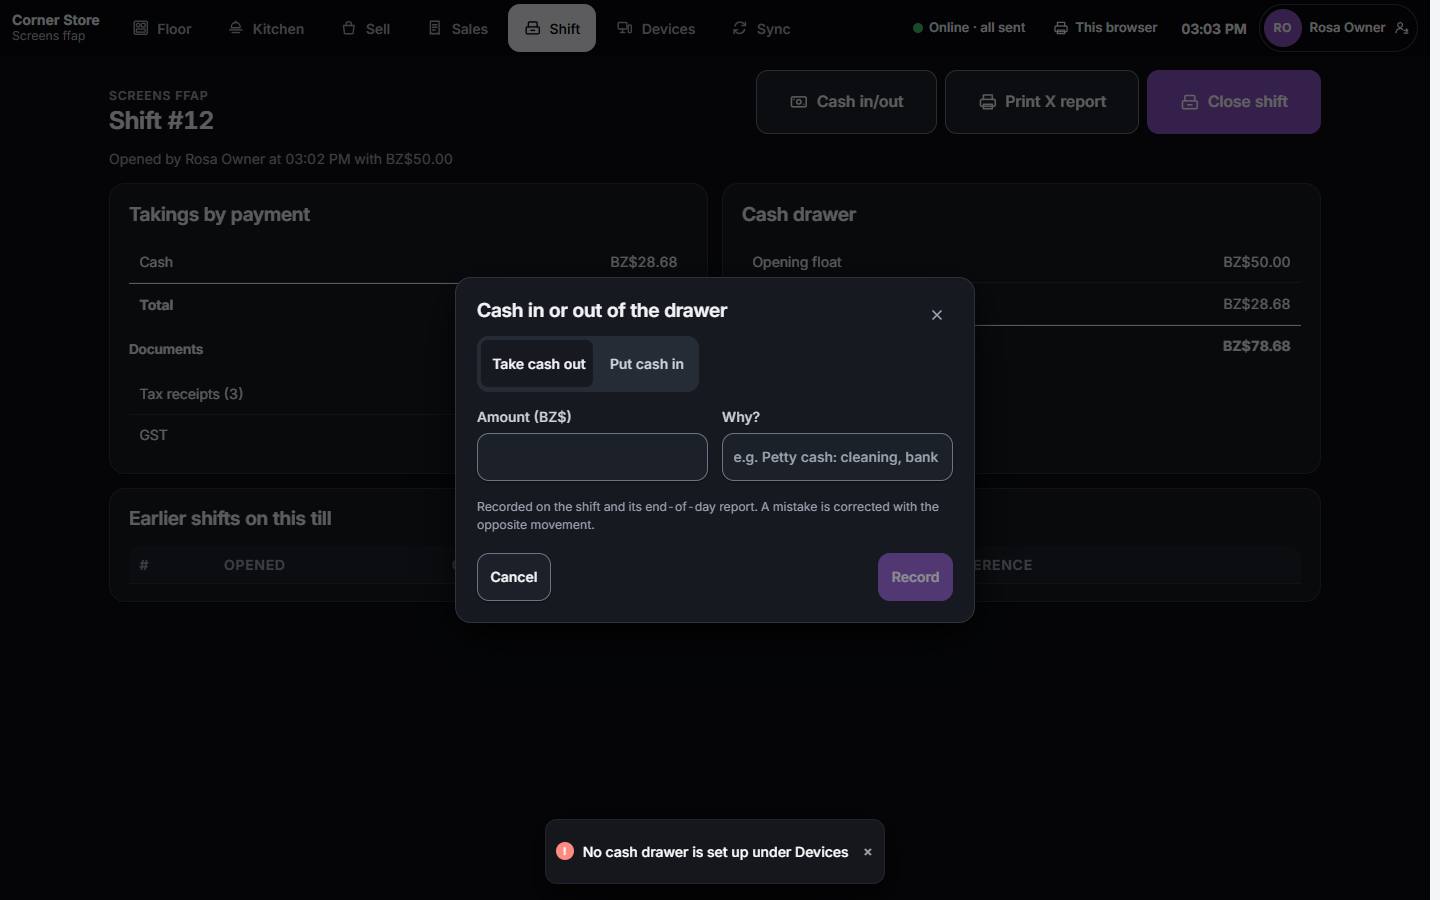 Corner Store
Screens ffap
Floor
Kitchen
Sell
Sales
Shift
Devices
Sync
Online · all sent
This browser
03:03 PM
RO
Rosa Owner
SCREENS FFAP
Shift #12
Cash in/out
Print X report
Close shift
Opened by Rosa Owner at 03:02 PM with BZ$50.00
Takings by payment
Cash BZ$28.68
Total
Documents
Tax receipts (3)
GST
Cash drawer
Opening float BZ$50.00
BZ$28.68
BZ$78.68
Cash in or out of the drawer
Take cash out
Put cash in
Amount (BZ$)
Why?
e.g. Petty cash: cleaning, bank
Recorded on the shift and its end-of-day report. A mistake is corrected with the
opposite movement.
Cancel
Record
Earlier shifts on this till
# OPENED
No cash drawer is set up under Devices